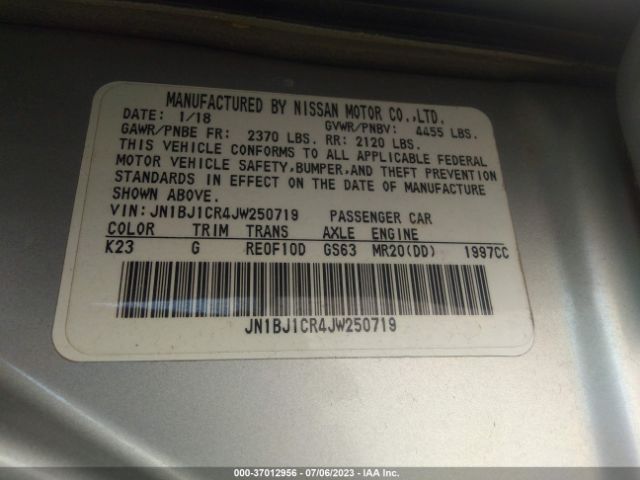 MANUFACTURED BY NISSAN MOTOR CO.,LTD.
DATE: 1/18 GVWR/PNBV: 4455 LBS.
GAWR/PNBE FR: 2370 LBS. RR: 2120 LBS.
THIS VEHICLE CONFORMS TO ALL APPLICABLE FEDERAL
MOTOR VEHICLE SAFETY,BUMPER,AND THEFT PREVENTION
STANDARDS IN EFFECT ON THE DATE OF MANUFACTURE
SHOWN ABOVE.
VIN: JN1BJ1CR4JW250719 PASSENGER CAR
COLOR TRIM TRANS AXLE ENGINE
K23 G RE0F10D GS63 MR20(DD) 1997CC
JN1BJ1CR4JW250719
000-37012956 - 07/06/2023 - IAA Inc.